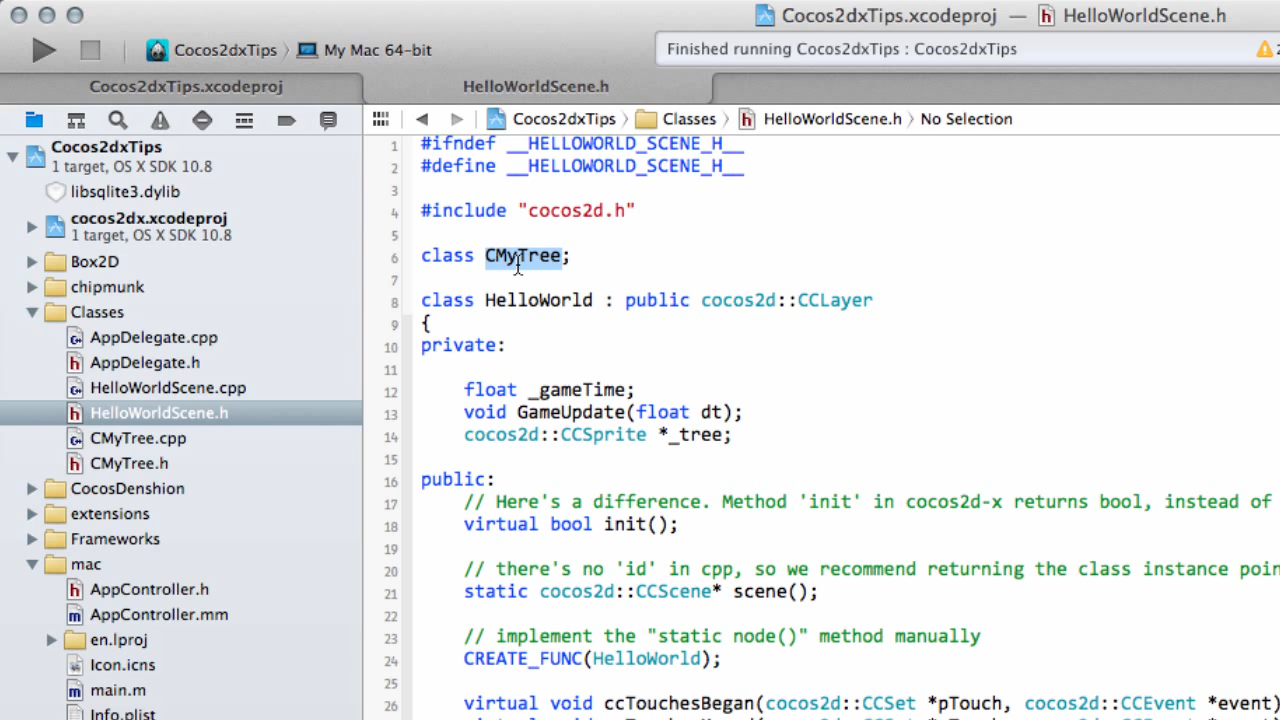 Cocos2dxTips.xcodeproj — HelloWorldScene.h
Cocos2dxTips My Mac 64-bit
Finished running Cocos2dxTips : Cocos2dxTips
2
Cocos2dxTips.xcodeproj
HelloWorldScene.h
Cocos2dxTips Classes HelloWorldScene.h No Selection
Cocos2dxTips
1 target, OS X SDK 10.8
libsqlite3.dylib
cocos2dx.xcodeproj
1 target, OS X SDK 10.8
Box2D
chipmunk
Classes
AppDelegate.cpp
AppDelegate.h
HelloWorldScene.cpp
HelloWorldScene.h
CMyTree.cpp
CMyTree.h
CocosDenshion
extensions
Frameworks
mac
AppController.h
AppController.mm
en.lproj
Icon.icns
main.m
Info.plist
1 #ifndef __HELLOWORLD_SCENE_H__
2 #define __HELLOWORLD_SCENE_H__
3
4 #include "cocos2d.h"
5
6 class CMyTree;
7
8 class HelloWorld : public cocos2d::CCLayer
9 {
10 private:
11
12 float _gameTime;
13 void GameUpdate(float dt);
14 cocos2d::CCSprite *_tree;
15
16 public:
17 // Here's a difference. Method 'init' in cocos2d-x returns bool, instead of
18 virtual bool init();
19
20 // there's no 'id' in cpp, so we recommend returning the class instance poin
21 static cocos2d::CCScene* scene();
22
23 // implement the "static node()" method manually
24 CREATE_FUNC(HelloWorld);
25
26 virtual void ccTouchesBegan(cocos2d::CCSet *pTouch, cocos2d::CCEvent *event)